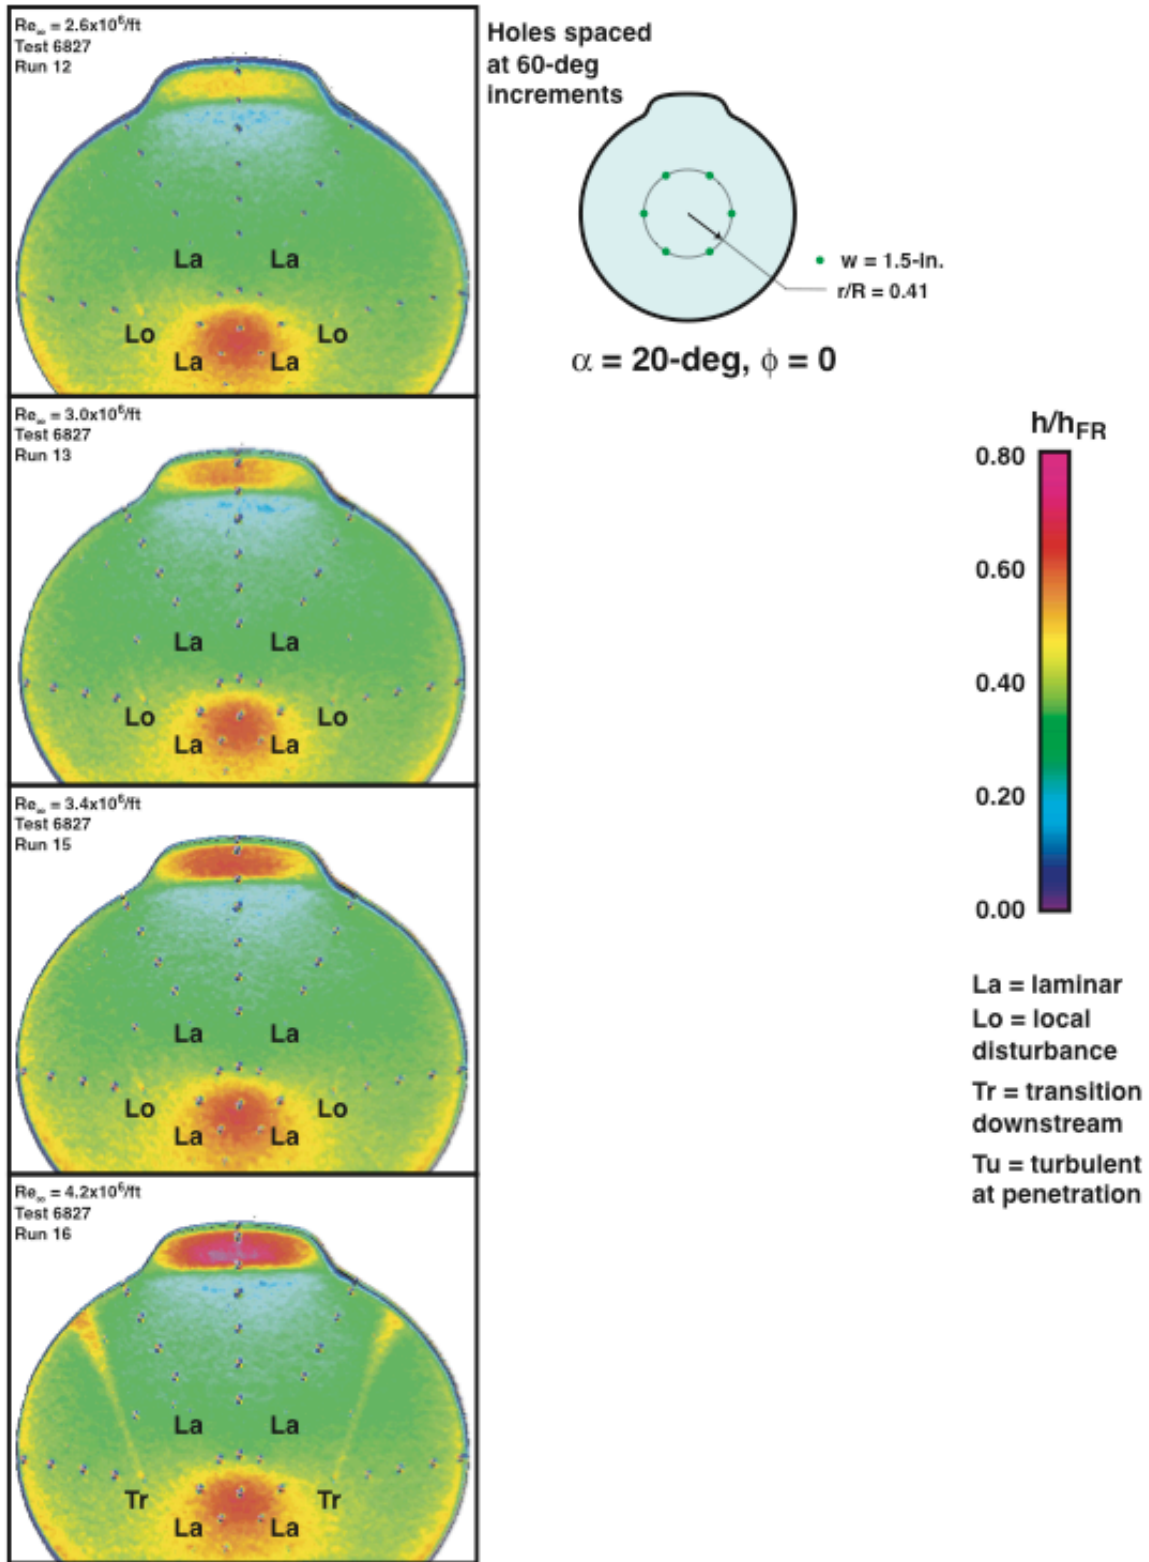 Re∞ = 2.6x10⁶/ft
Test 6827
Run 12
La La
Lo Lo
La La
Holes spaced
at 60-deg
increments
w = 1.5-in.
r/R = 0.41
α = 20-deg, ϕ = 0
Re∞ = 3.0x10⁶/ft
Test 6827
Run 13
La La
Lo Lo
La La
Re∞ = 3.4x10⁶/ft
Test 6827
Run 15
La La
Lo Lo
La La
Re∞ = 4.2x10⁶/ft
Test 6827
Run 16
La La
Tr Tr
La La
h/hFR
0.80
0.60
0.40
0.20
0.00
La = laminar
Lo = local
disturbance
Tr = transition
downstream
Tu = turbulent
at penetration